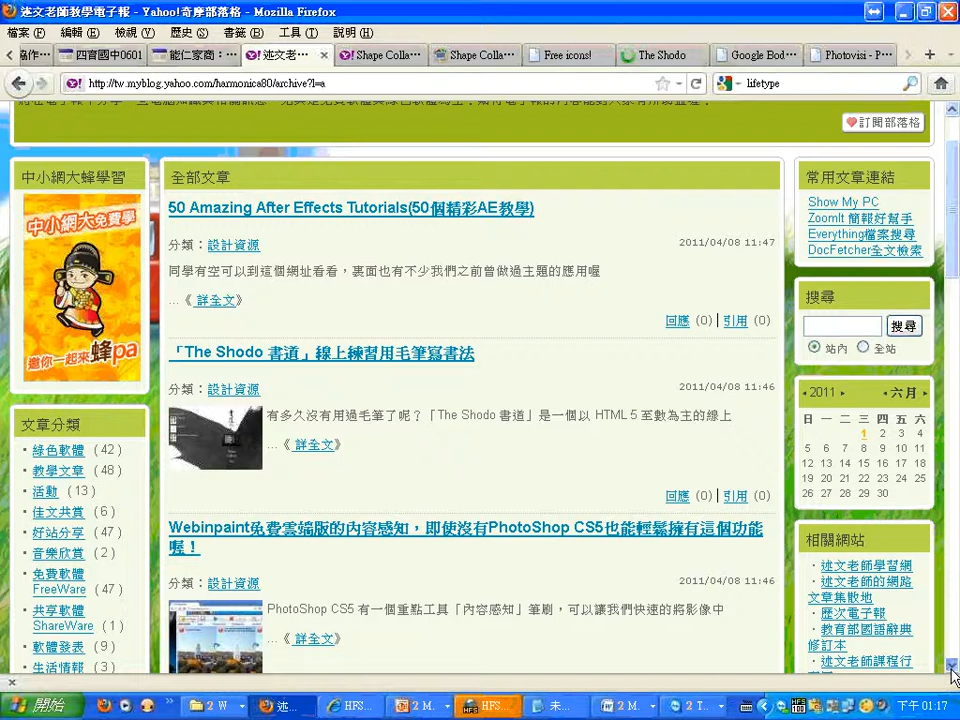 述文老師教學電子報 - Yahoo!奇摩部落格 - Mozilla Firefox
檔案(F) 編輯(E) 檢視(V) 歷史(S) 書籤(B) 工具(T) 說明(H)
四育國中0601 能仁家商： 述文老… Shape Colla… Shape Colla… Free icons! The Shodo Google Bod… Photovisi - P…
http://tw.myblog.yahoo.com/harmonica80/archive?l=a
lifetype
訂閱部落格
中小網大蜂學習
中小網大免費學
邀你一起來蜂pa
文章分類
綠色軟體 (42)
教學文章 (48)
活動 (13)
佳文共賞 (6)
好站分享 (47)
音樂欣賞 (2)
免費軟體
FreeWare (47)
共享軟體
ShareWare (1)
軟體發表 (9)
生活情報 (3)
全部文章
50 Amazing After Effects Tutorials(50個精彩AE教學)
分類：設計資源 2011/04/08 11:47
同學有空可以到這個網址看看，裏面也有不少我們之前曾做過主題的應用喔
...《詳全文》
回應 (0) | 引用 (0)
「The Shodo 書道」線上練習用毛筆寫書法
分類：設計資源 2011/04/08 11:46
有多久沒有用過毛筆了呢？「The Shodo 書道」是一個以 HTML 5 至數為主的線上
...《詳全文》
回應 (0) | 引用 (0)
Webinpaint免費雲端版的內容感知，即使沒有PhotoShop CS5也能輕鬆擁有這個功能
喔！
分類：設計資源 2011/04/08 11:46
PhotoShop CS5 有一個重點工具「內容感知」筆刷，可以讓我們快速的將影像中
...《詳全文》
常用文章連結
Show My PC
ZoomIt 簡報好幫手
Everything檔案搜尋
DocFetcher全文檢索
搜尋
搜尋
站內 全站
2011 六月
日 一 二 三 四 五 六
1 2 3 4
5 6 7 8 9 10 11
12 13 14 15 16 17 18
19 20 21 22 23 24 25
26 27 28 29 30
相關網站
述文老師學習網
述文老師的網路
文章集散地
歷次電子報
教育部國語辭典
修訂本
述文老師課程行
開始 2 W 述… HFS… 2 M. HFS… 未… 2 M. 2 T.. 下午 01:17